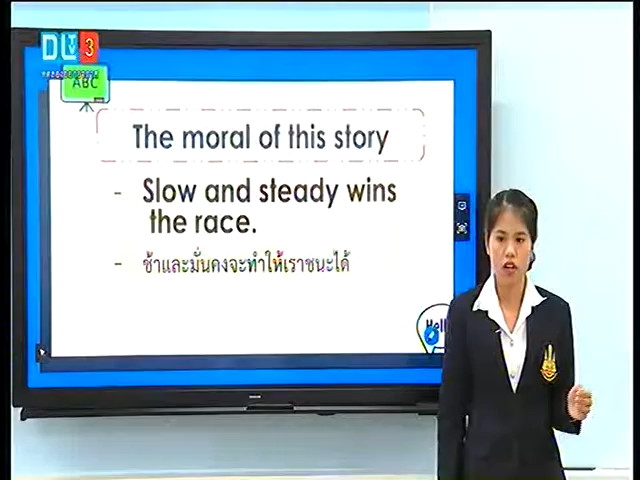 DLTV 3
ABC
The moral of this story
- Slow and steady wins
the race.
- ช้าและมั่นคงจะทำให้เราชนะได้
Hell